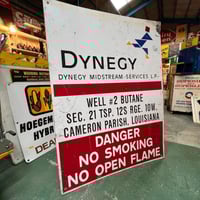 DYNEGY
DYNEGY MIDSTREAM SERVICES L.P.
WELL #2 BUTANE
SEC. 21 TSP. 12S RGE. 10W.
CAMERON PARISH, LOUISIANA
DANGER
NO SMOKING
NO OPEN FLAME
HOEGEM
HYBR
DEA